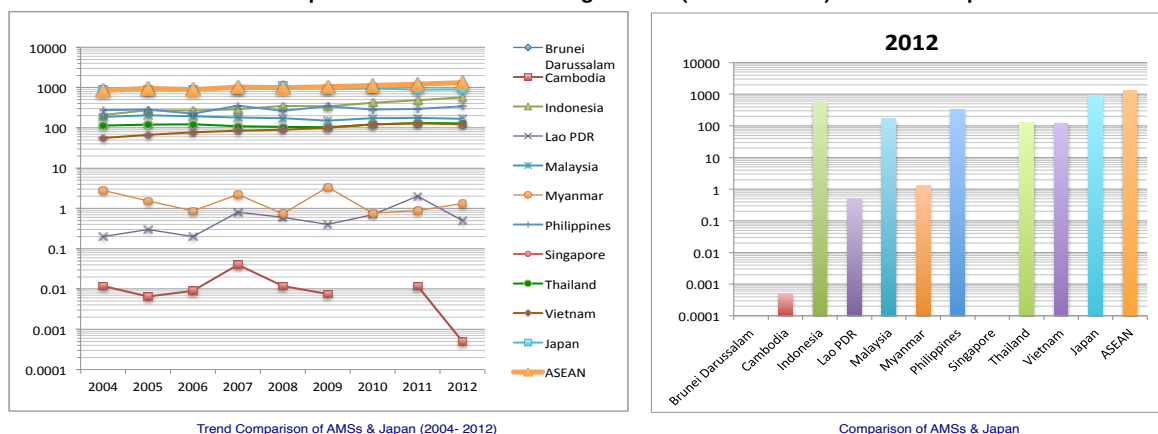 10000
1000
100
10
1
0.1
0.01
0.001
0.0001
2004 2005 2006 2007 2008 2009 2010 2011 2012
Brunei
Darussalam
Cambodia
Indonesia
Lao PDR
Malaysia
Myanmar
Philippines
Singapore
Thailand
Vietnam
Japan
ASEAN
Trend Comparison of AMSs & Japan (2004- 2012)
2012
10000
1000
100
10
1
0.1
0.01
0.001
0.0001
Brunei Darussalam
Cambodia
Indonesia
Lao PDR
Malaysia
Myanmar
Philippines
Singapore
Thailand
Vietnam
Japan
ASEAN
Comparison of AMSs & Japan